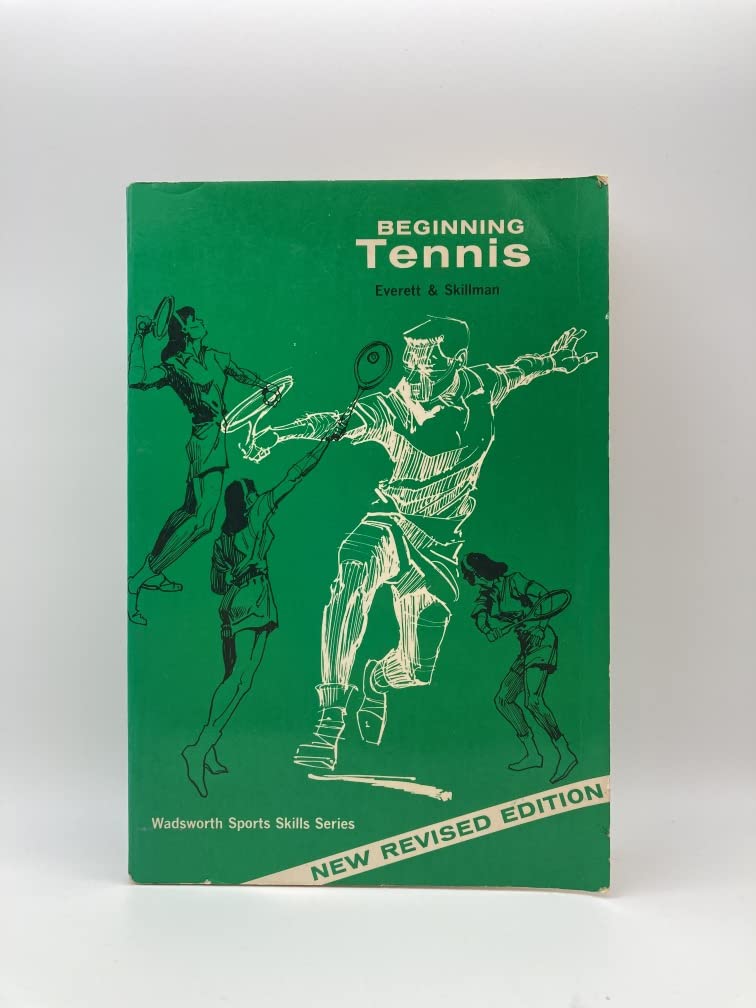 BEGINNING
Tennis
Everett & Skillman
Wadsworth Sports Skills Series
NEW REVISED EDITION